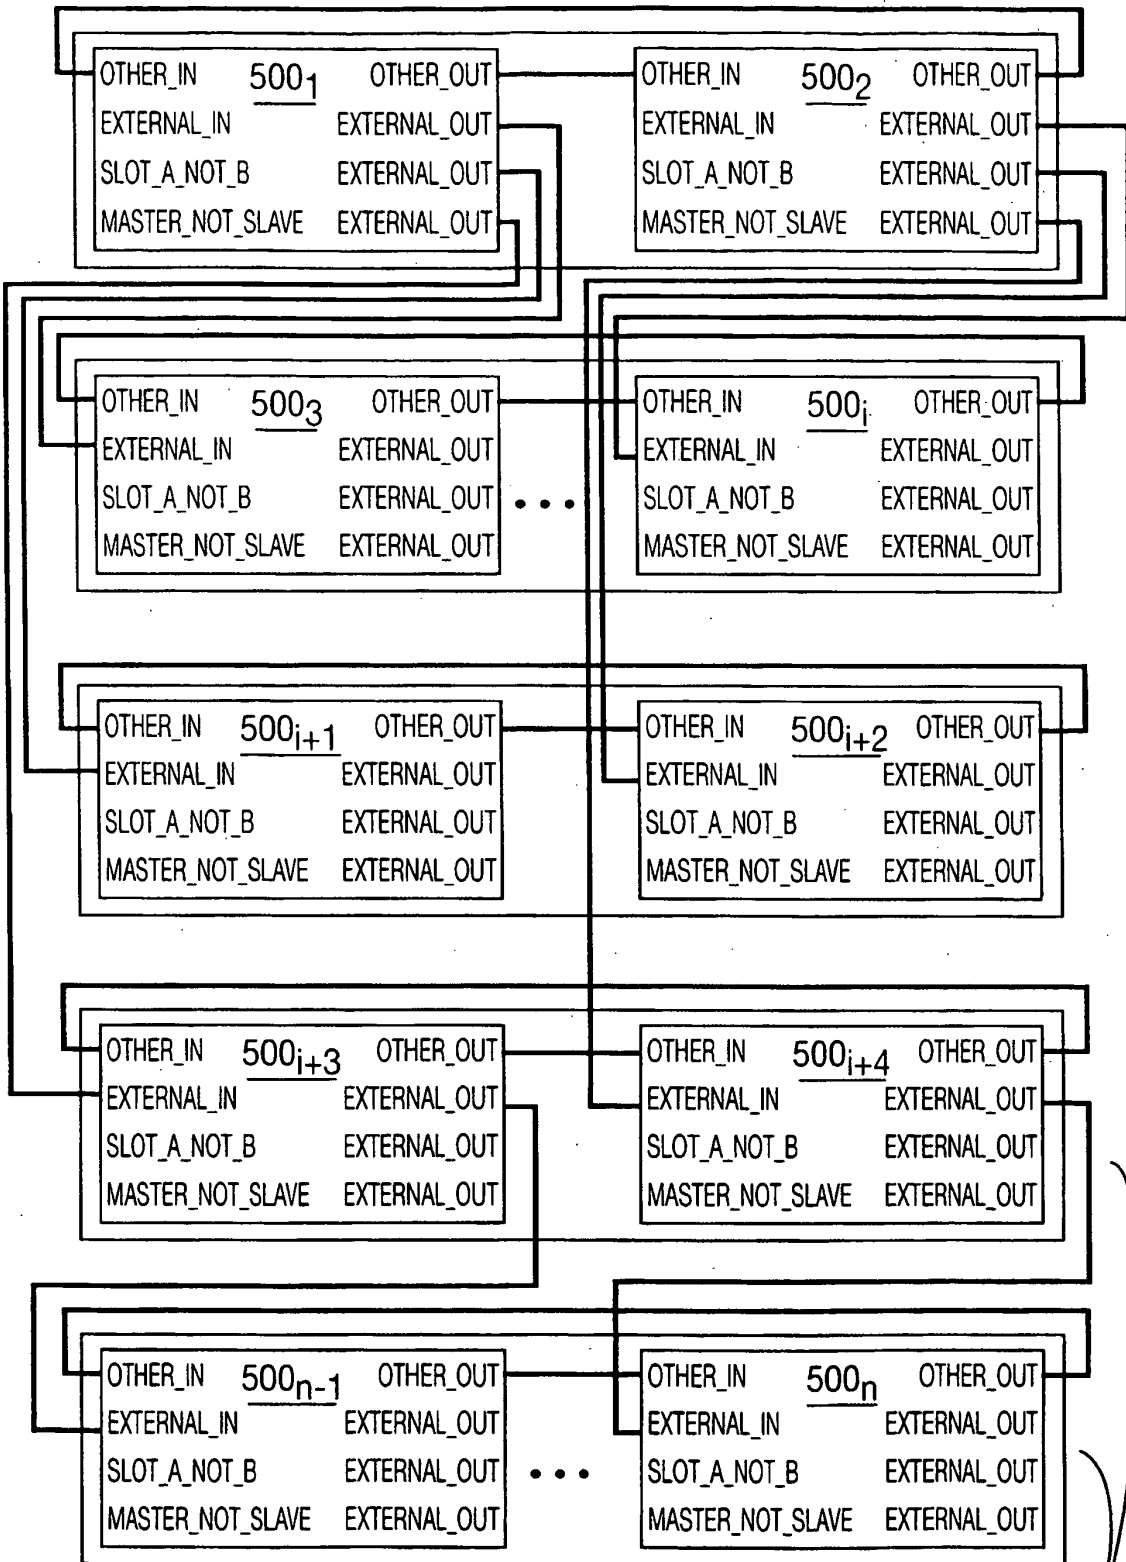 OTHER_IN 500₁ OTHER_OUT
EXTERNAL_IN EXTERNAL_OUT
SLOT_A_NOT_B EXTERNAL_OUT
MASTER_NOT_SLAVE EXTERNAL_OUT
OTHER_IN 500₂ OTHER_OUT
EXTERNAL_IN EXTERNAL_OUT
SLOT_A_NOT_B EXTERNAL_OUT
MASTER_NOT_SLAVE EXTERNAL_OUT
OTHER_IN 500₃ OTHER_OUT
EXTERNAL_IN EXTERNAL_OUT
SLOT_A_NOT_B EXTERNAL_OUT
MASTER_NOT_SLAVE EXTERNAL_OUT
• • •
OTHER_IN 500ᵢ OTHER_OUT
EXTERNAL_IN EXTERNAL_OUT
SLOT_A_NOT_B EXTERNAL_OUT
MASTER_NOT_SLAVE EXTERNAL_OUT
OTHER_IN 500ᵢ₊₁ OTHER_OUT
EXTERNAL_IN EXTERNAL_OUT
SLOT_A_NOT_B EXTERNAL_OUT
MASTER_NOT_SLAVE EXTERNAL_OUT
OTHER_IN 500ᵢ₊₂ OTHER_OUT
EXTERNAL_IN EXTERNAL_OUT
SLOT_A_NOT_B EXTERNAL_OUT
MASTER_NOT_SLAVE EXTERNAL_OUT
OTHER_IN 500ᵢ₊₃ OTHER_OUT
EXTERNAL_IN EXTERNAL_OUT
SLOT_A_NOT_B EXTERNAL_OUT
MASTER_NOT_SLAVE EXTERNAL_OUT
OTHER_IN 500ᵢ₊₄ OTHER_OUT
EXTERNAL_IN EXTERNAL_OUT
SLOT_A_NOT_B EXTERNAL_OUT
MASTER_NOT_SLAVE EXTERNAL_OUT
OTHER_IN 500ₙ₋₁ OTHER_OUT
EXTERNAL_IN EXTERNAL_OUT
SLOT_A_NOT_B EXTERNAL_OUT
MASTER_NOT_SLAVE EXTERNAL_OUT
• • •
OTHER_IN 500ₙ OTHER_OUT
EXTERNAL_IN EXTERNAL_OUT
SLOT_A_NOT_B EXTERNAL_OUT
MASTER_NOT_SLAVE EXTERNAL_OUT